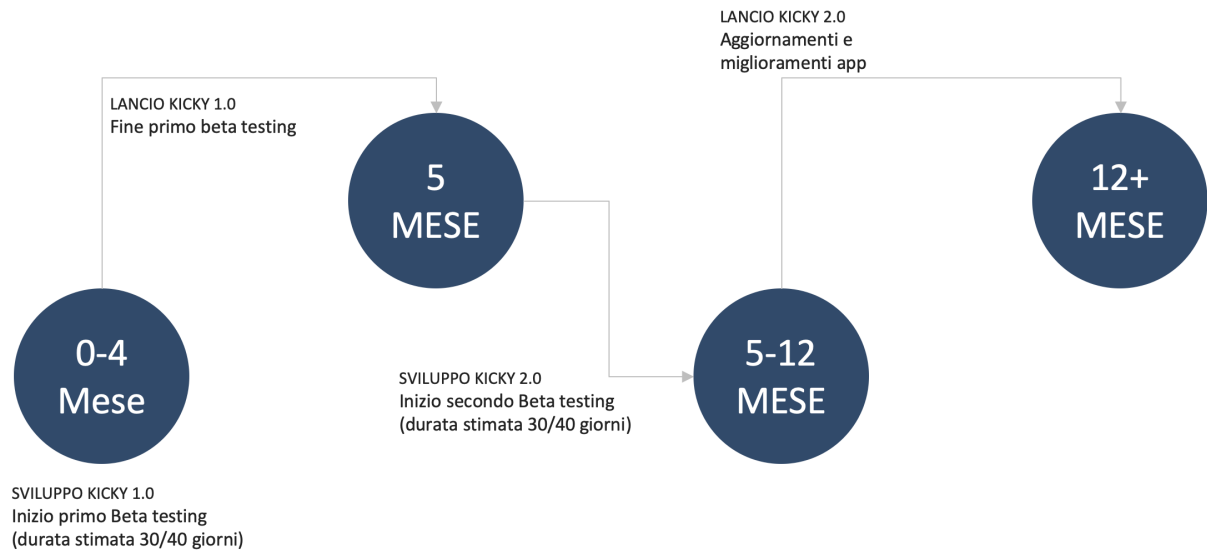 LANCIO KICKY 2.0
Aggiornamenti e
miglioramenti app
LANCIO KICKY 1.0
Fine primo beta testing
5
MESE
12+
MESE
0-4
Mese
5-12
MESE
SVILUPPO KICKY 2.0
Inizio secondo Beta testing
(durata stimata 30/40 giorni)
SVILUPPO KICKY 1.0
Inizio primo Beta testing
(durata stimata 30/40 giorni)